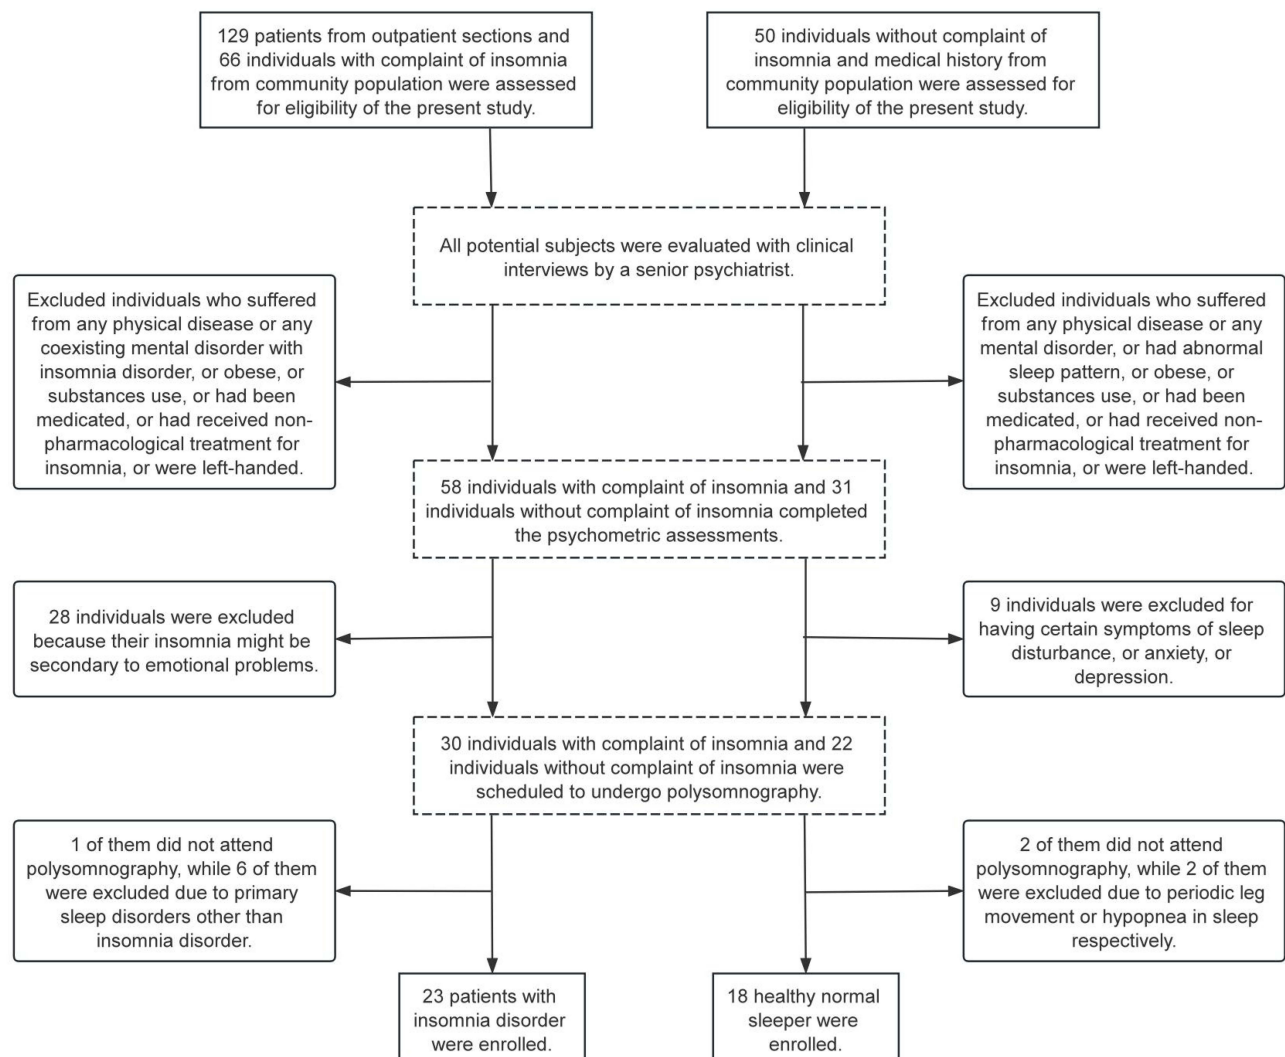 129 patients from outpatient sections and
66 individuals with complaint of insomnia
from community population were assessed
for eligibility of the present study.
50 individuals without complaint of
insomnia and medical history from
community population were assessed for
eligibility of the present study.
All potential subjects were evaluated with clinical
interviews by a senior psychiatrist.
Excluded individuals who suffered
from any physical disease or any
coexisting mental disorder with
insomnia disorder, or obese, or
substances use, or had been
medicated, or had received non-
pharmacological treatment for
insomnia, or were left-handed.
Excluded individuals who suffered
from any physical disease or any
mental disorder, or had abnormal
sleep pattern, or obese, or
substances use, or had been
medicated, or had received non-
pharmacological treatment for
insomnia, or were left-handed.
58 individuals with complaint of insomnia and 31
individuals without complaint of insomnia completed
the psychometric assessments.
28 individuals were excluded
because their insomnia might be
secondary to emotional problems.
9 individuals were excluded for
having certain symptoms of sleep
disturbance, or anxiety, or
depression.
30 individuals with complaint of insomnia and 22
individuals without complaint of insomnia were
scheduled to undergo polysomnography.
1 of them did not attend
polysomnography, while 6 of them
were excluded due to primary
sleep disorders other than
insomnia disorder.
2 of them did not attend
polysomnography, while 2 of them
were excluded due to periodic leg
movement or hypopnea in sleep
respectively.
23 patients with
insomnia disorder
were enrolled.
18 healthy normal
sleeper were
enrolled.